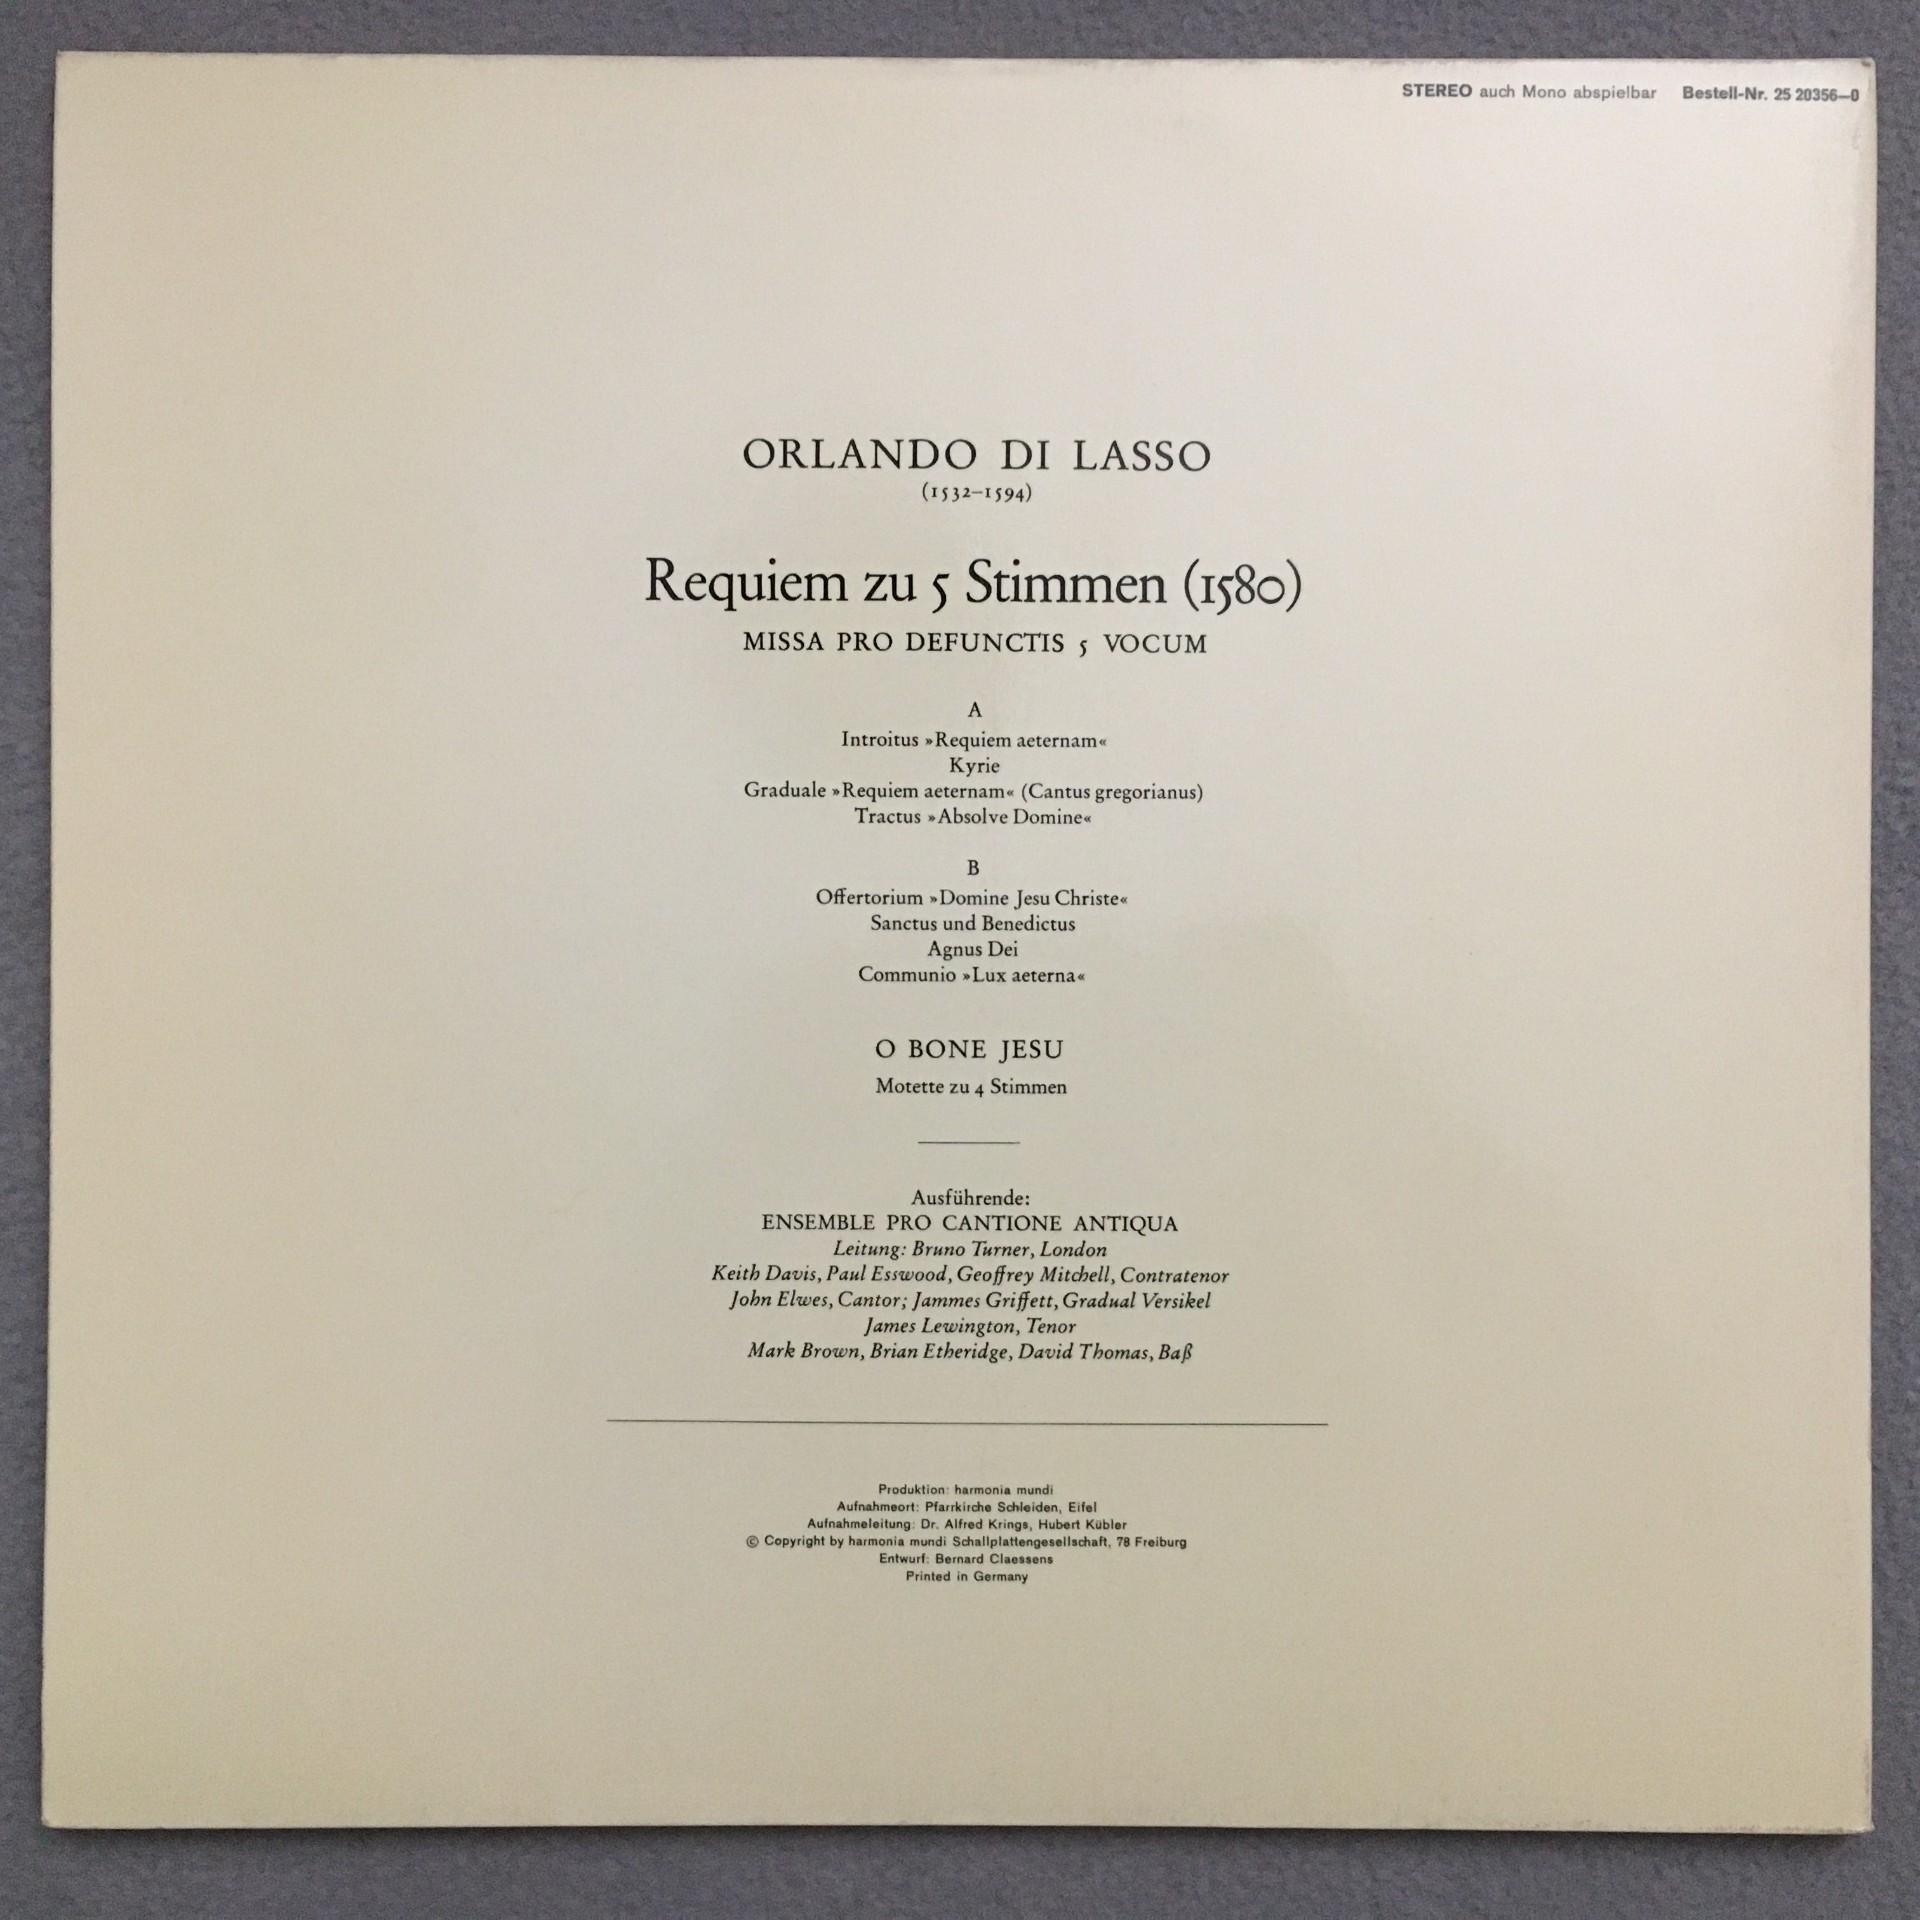 STEREO auch Mono abspielbar Bestell-Nr. 25 20356—0
ORLANDO DI LASSO
(1532–1594)
Requiem zu 5 Stimmen (1580)
MISSA PRO DEFUNCTIS 5 VOCUM
A
Introitus »Requiem aeternam«
Kyrie
Graduale »Requiem aeternam« (Cantus gregorianus)
Tractus »Absolve Domine«
B
Offertorium »Domine Jesu Christe«
Sanctus und Benedictus
Agnus Dei
Communio »Lux aeterna«
O BONE JESU
Motette zu 4 Stimmen
Ausführende:
ENSEMBLE PRO CANTIONE ANTIQUA
Leitung: Bruno Turner, London
Keith Davis, Paul Esswood, Geoffrey Mitchell, Contratenor
John Elwes, Cantor; Jammes Griffett, Gradual Versikel
James Lewington, Tenor
Mark Brown, Brian Etheridge, David Thomas, Baß
Produktion: harmonia mundi
Aufnahmeort: Pfarrkirche Schleiden, Eifel
Aufnahmeleitung: Dr. Alfred Krings, Hubert Kübler
© Copyright by harmonia mundi Schallplattengesellschaft, 78 Freiburg
Entwurf: Bernard Claessens
Printed in Germany